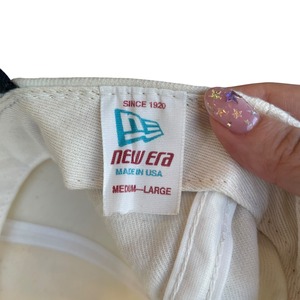 SINCE 1920
new era
MADE IN USA
MEDIUM—LARGE